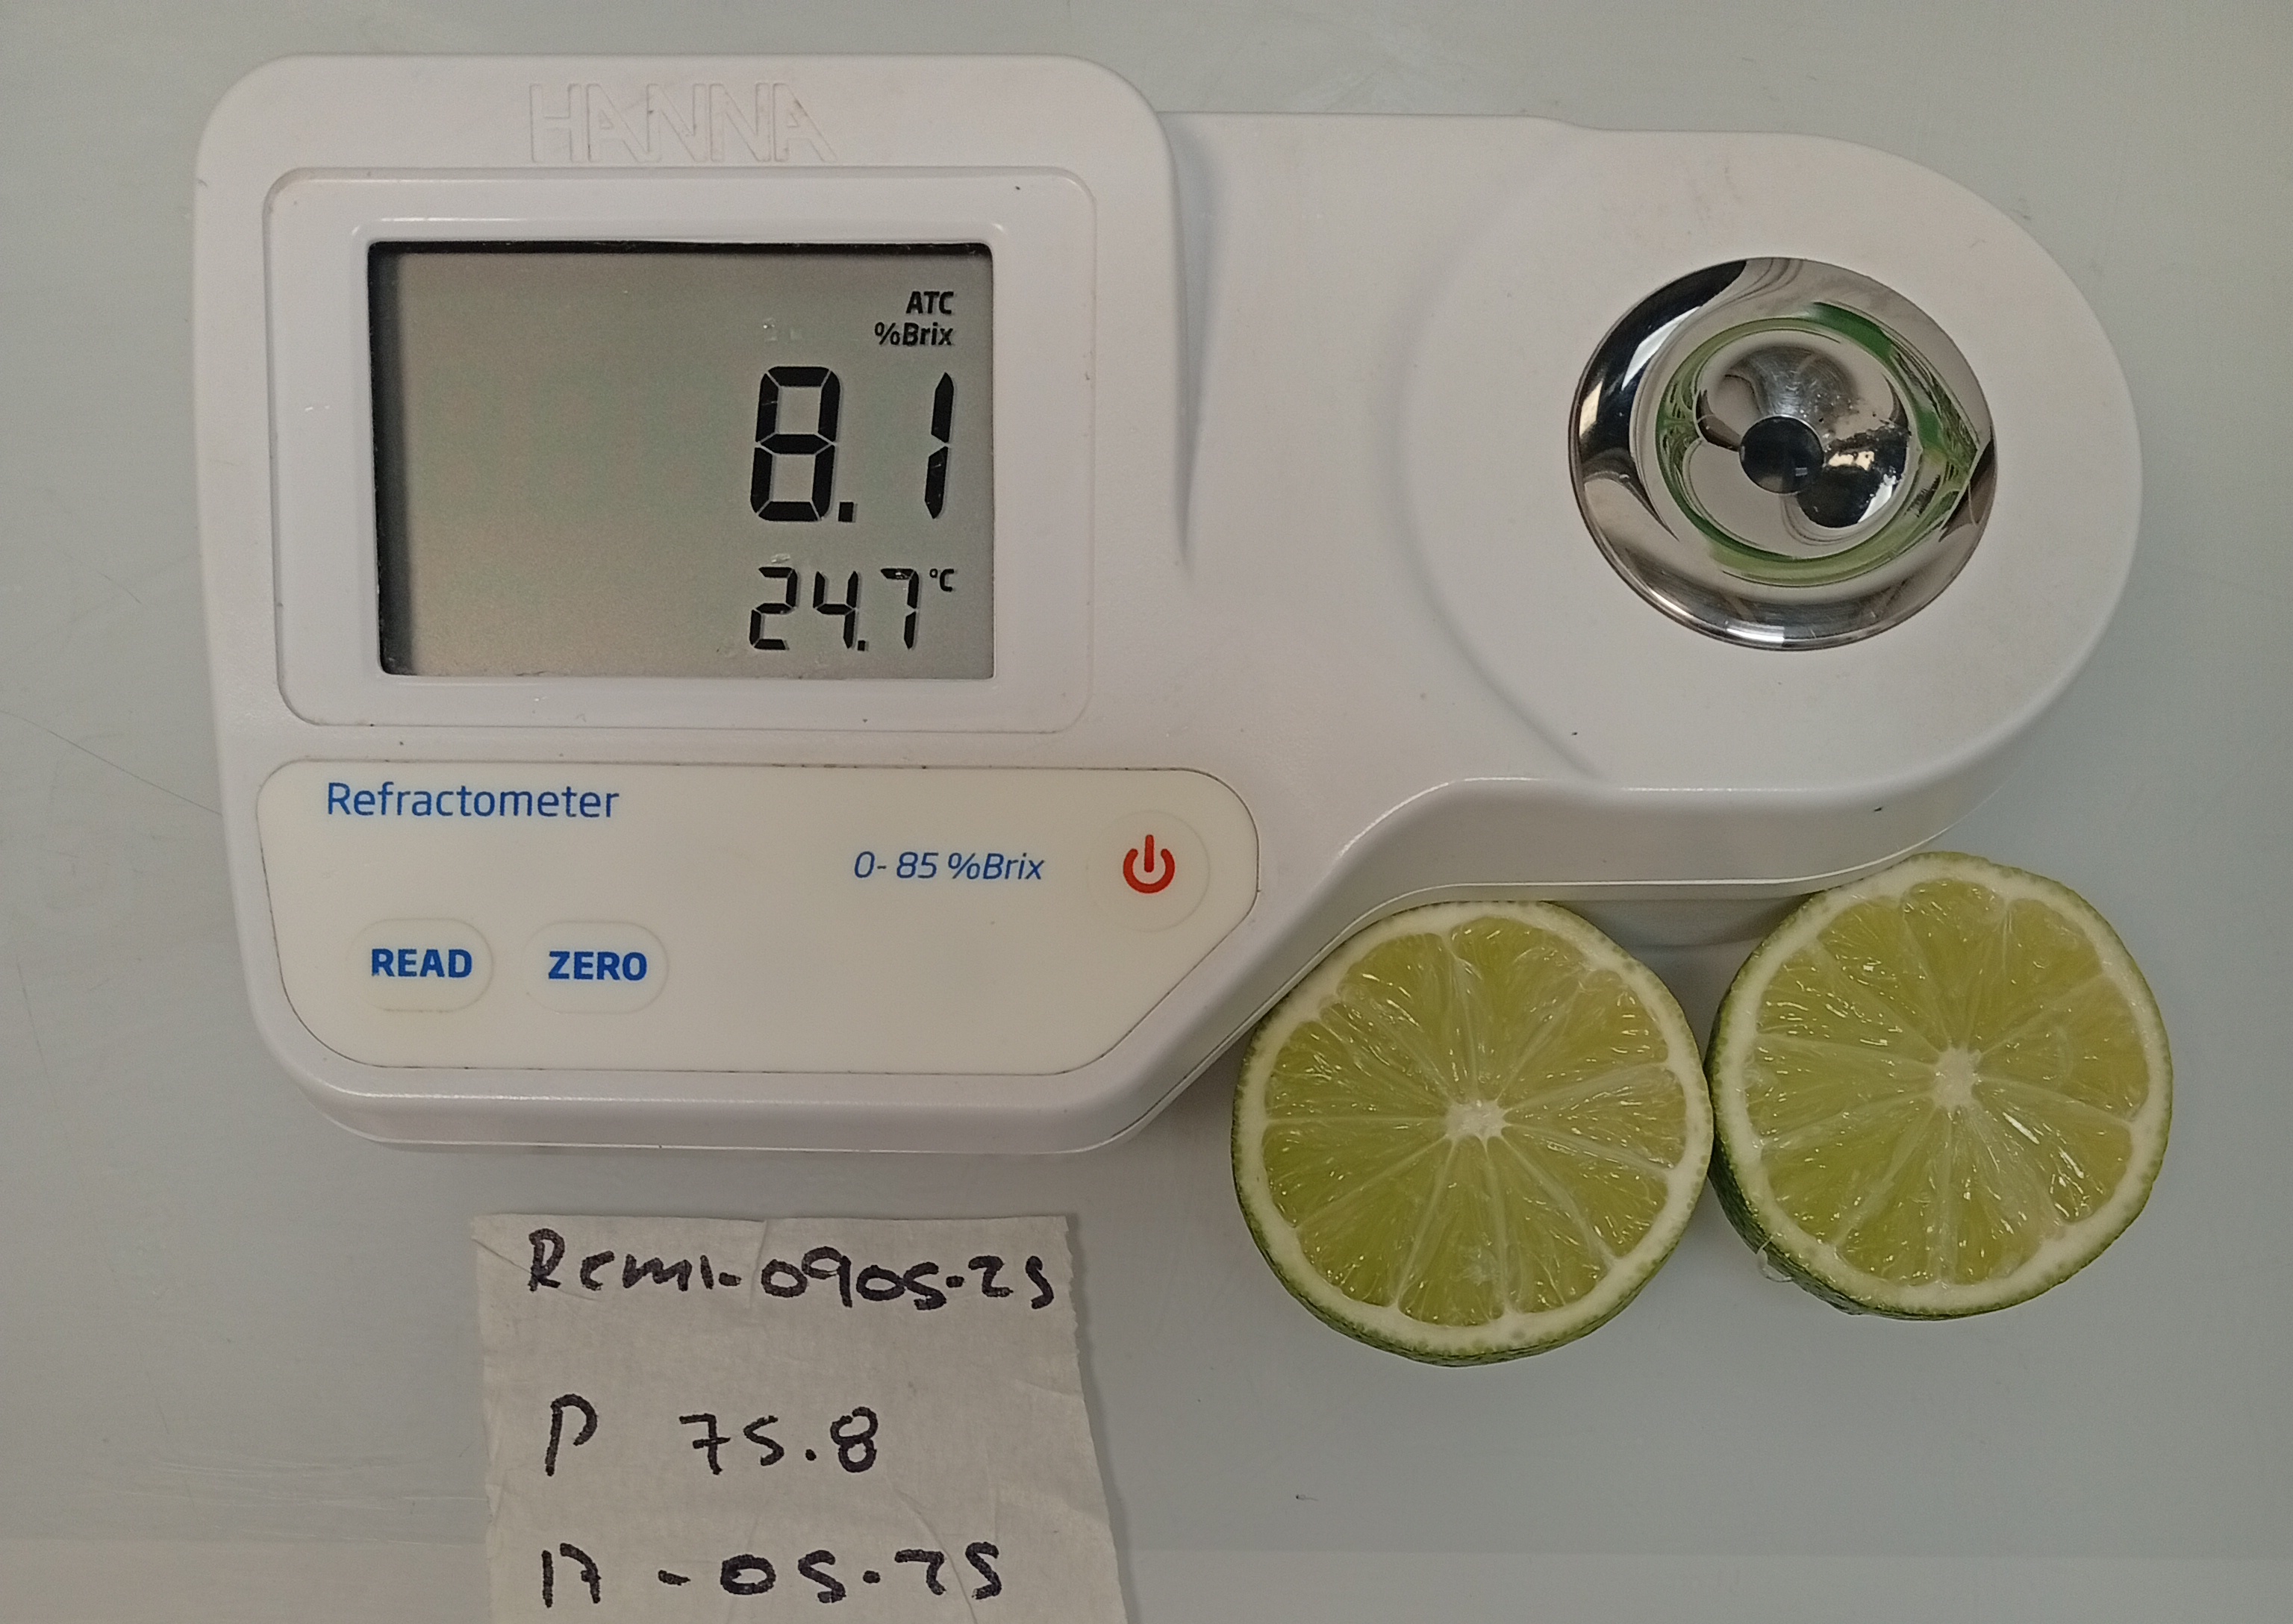 HANNA
ATC
%Brix
8.1
24.7 °C
Refractometer
0-85 %Brix
READ
ZERO
Remi-0905-25
P 75.8
17-05-25